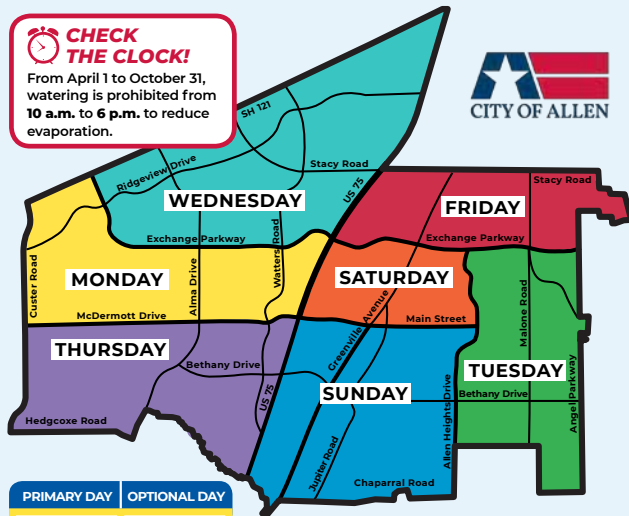 CHECK
THE CLOCK!
From April 1 to October 31,
watering is prohibited from
10 a.m. to 6 p.m. to reduce
evaporation.
CITY OF ALLEN
SH 121
Ridgeview Drive
Stacy Road
US 75
Stacy Road
WEDNESDAY
FRIDAY
Exchange Parkway
Exchange Parkway
Custer Road
MONDAY
Alma Drive
Watters Road
SATURDAY
Greenville Avenue
Malone Road
McDermott Drive
Main Street
THURSDAY
Bethany Drive
US 75
SUNDAY
TUESDAY
Bethany Drive
Allen Heights Drive
Angel Parkway
Hedgcoxe Road
Jupiter Road
Chaparral Road
PRIMARY DAY
OPTIONAL DAY